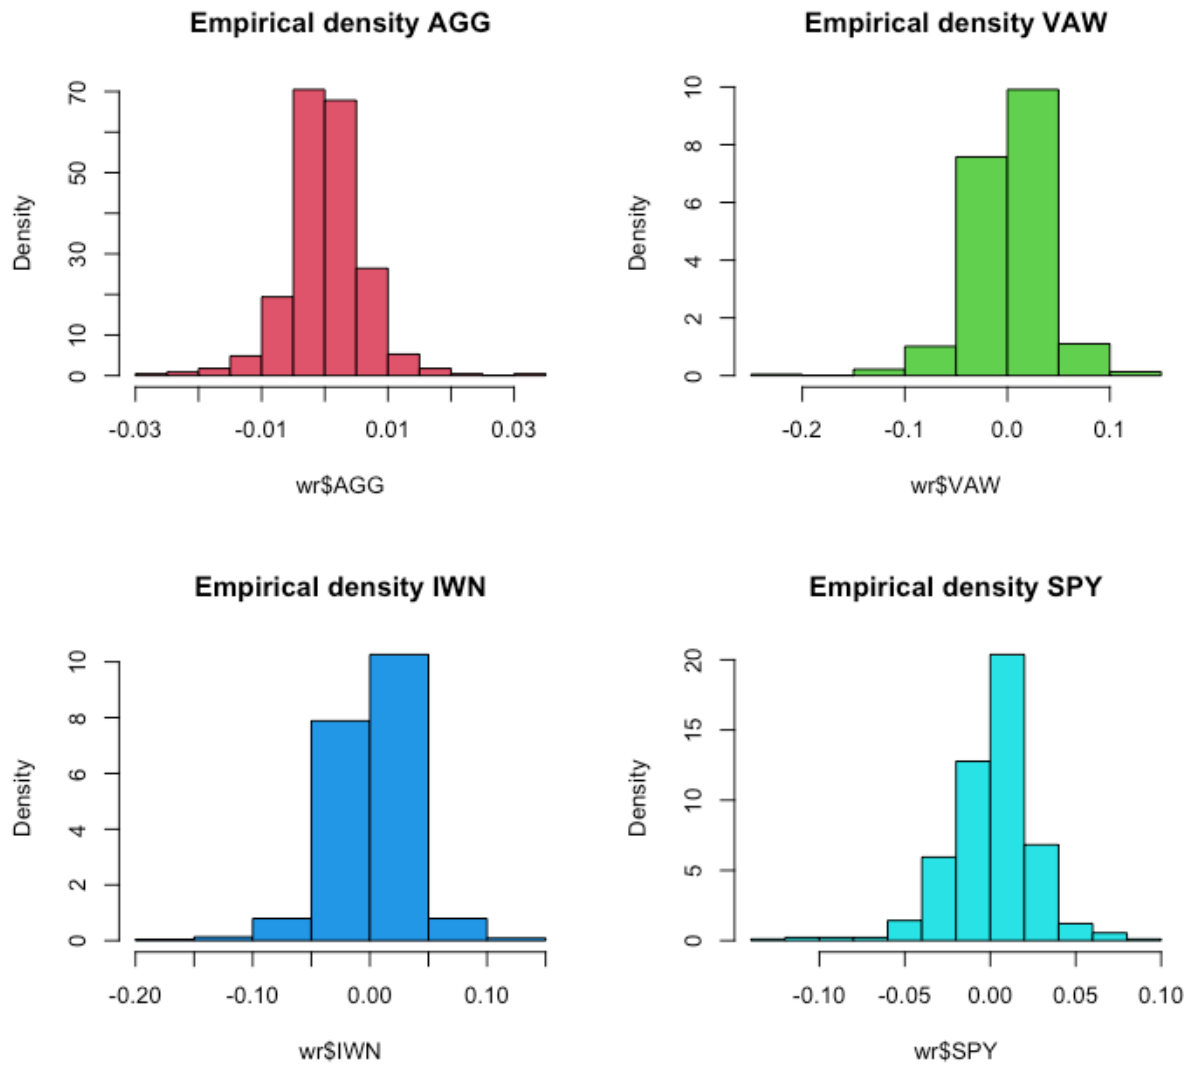 Empirical density AGG
Density
70
50
30
10
0
-0.03 -0.01 0.01 0.03
wr$AGG
Empirical density VAW
Density
10
8
6
4
2
0
-0.2 -0.1 0.0 0.1
wr$VAW
Empirical density IWN
Density
10
8
6
4
2
0
-0.20 -0.10 0.00 0.10
wr$IWN
Empirical density SPY
Density
20
15
10
5
0
-0.10 -0.05 0.00 0.05 0.10
wr$SPY